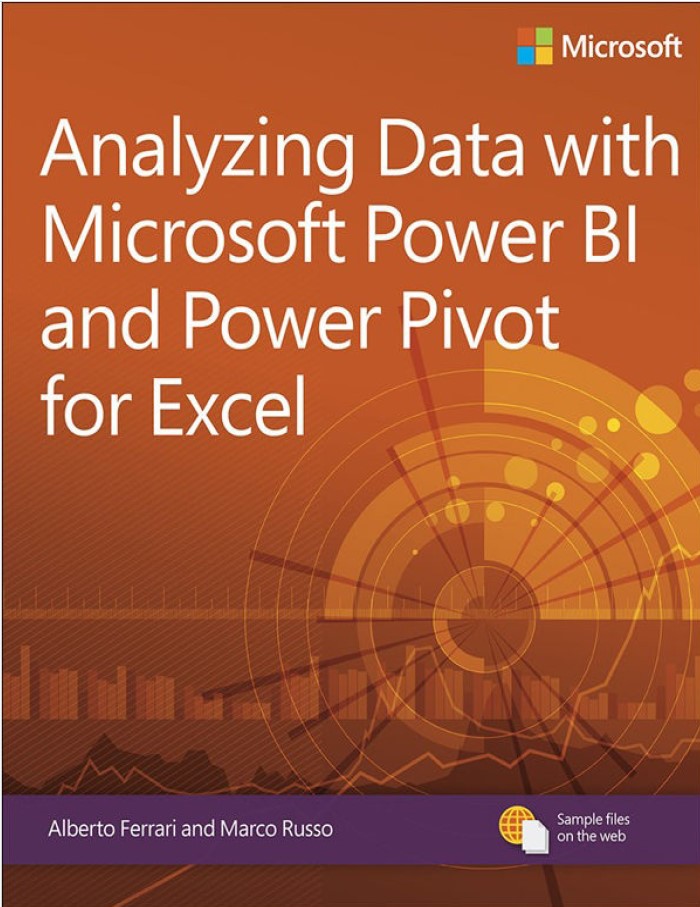 Microsoft
Analyzing Data with
Microsoft Power BI
and Power Pivot
for Excel
Alberto Ferrari and Marco Russo
Sample files
on the web